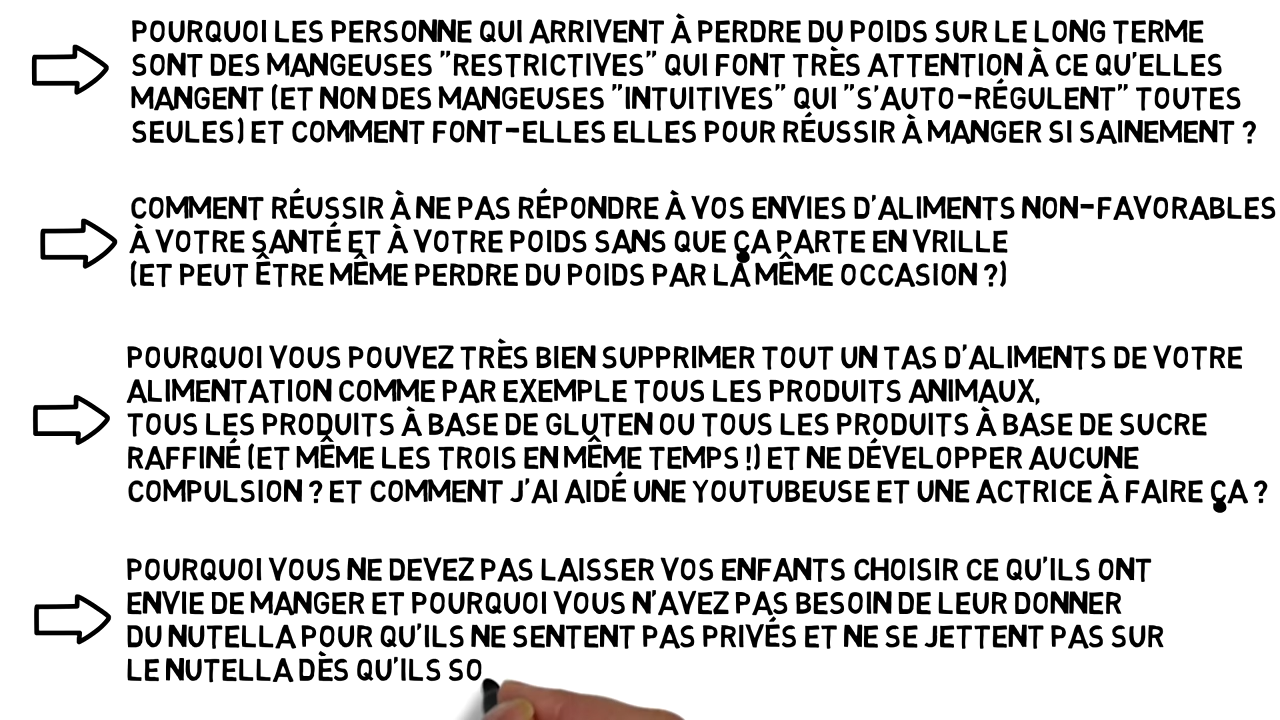 POURQUOI LES PERSONNE QUI ARRIVENT À PERDRE DU POIDS SUR LE LONG TERME
SONT DES MANGEUSES "RESTRICTIVES" QUI FONT TRÈS ATTENTION À CE QU'ELLES
MANGENT (ET NON DES MANGEUSES "INTUITIVES" QUI "S'AUTO-RÉGULENT" TOUTES
SEULES) ET COMMENT FONT-ELLES ELLES POUR RÉUSSIR À MANGER SI SAINEMENT ?
COMMENT RÉUSSIR À NE PAS RÉPONDRE À VOS ENVIES D'ALIMENTS NON-FAVORABLES
À VOTRE SANTÉ ET À VOTRE POIDS SANS QUE ÇA PARTE EN VRILLE
(ET PEUT ÊTRE MÊME PERDRE DU POIDS PAR LA MÊME OCCASION ?)
POURQUOI VOUS POUVEZ TRÈS BIEN SUPPRIMER TOUT UN TAS D'ALIMENTS DE VOTRE
ALIMENTATION COMME PAR EXEMPLE TOUS LES PRODUITS ANIMAUX,
TOUS LES PRODUITS À BASE DE GLUTEN OU TOUS LES PRODUITS À BASE DE SUCRE
RAFFINÉ (ET MÊME LES TROIS EN MÊME TEMPS !) ET NE DÉVELOPPER AUCUNE
COMPULSION ? ET COMMENT J'AI AIDÉ UNE YOUTUBEUSE ET UNE ACTRICE À FAIRE ÇA ?
POURQUOI VOUS NE DEVEZ PAS LAISSER VOS ENFANTS CHOISIR CE QU'ILS ONT
ENVIE DE MANGER ET POURQUOI VOUS N'AVEZ PAS BESOIN DE LEUR DONNER
DU NUTELLA POUR QU'ILS NE SENTENT PAS PRIVÉS ET NE SE JETTENT PAS SUR
LE NUTELLA DÈS QU'ILS SO